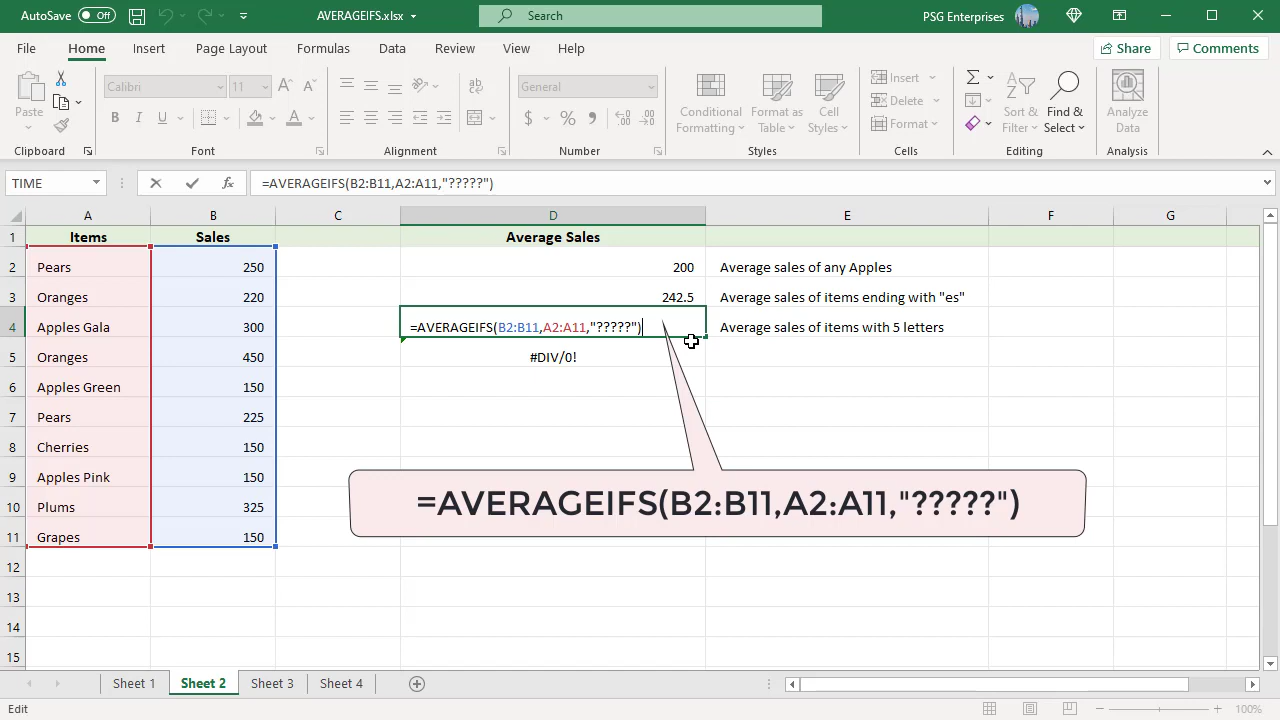 AutoSave Off AVERAGEIFS.xlsx Search PSG Enterprises
File Home Insert Page Layout Formulas Data Review View Help Share Comments
Paste Calibri 11 General Conditional Formatting Format as Table Cell Styles Insert Delete Format Sort & Filter Find & Select Analyze Data
Clipboard Font Alignment Number Styles Cells Editing Analysis
TIME =AVERAGEIFS(B2:B11,A2:A11,"?????")
A B C D E F G
1 Items Sales Average Sales
2 Pears 250 200 Average sales of any Apples
3 Oranges 220 242.5 Average sales of items ending with "es"
4 Apples Gala 300 =AVERAGEIFS(B2:B11,A2:A11,"?????") Average sales of items with 5 letters
5 Oranges 450 #DIV/0!
6 Apples Green 150
7 Pears 225
8 Cherries 150
9 Apples Pink 150
=AVERAGEIFS(B2:B11,A2:A11,"?????")
10 Plums 325
11 Grapes 150
12
13
14
15
Sheet 1 Sheet 2 Sheet 3 Sheet 4
Edit 100%